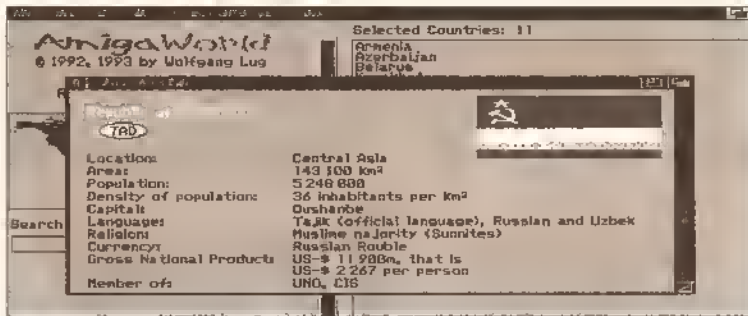 AmigaWorld
© 1992, 1993 by Wolfgang Lug
Selected Countries: 11
Armenia
Azerbaijan
Belarus
TAD
Location: Central Asia
Area: 143 100 Km²
Population: 5 248 000
Density of population: 36 inhabitants per Km²
Capital: Dushanbe
Languages: Tajik (official language), Russian and Uzbek
Religion: Muslime majority (Sunnites)
Currency: Russian Rouble
Gross National Product: US-$ 11 900m, that is
US-$ 2 267 per person
Member of: UNO, CIS
Search